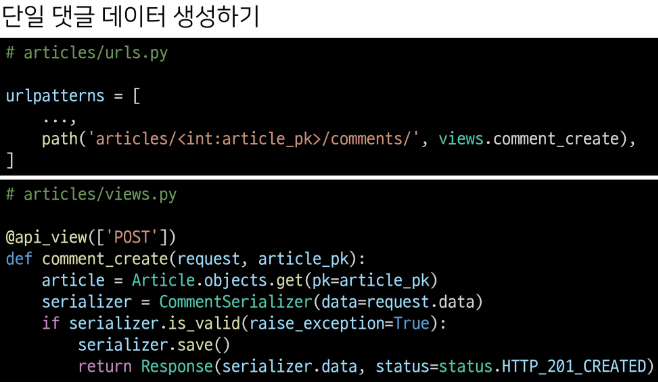 단일 댓글 데이터 생성하기
# articles/urls.py
urlpatterns = [
    ...,
    path('articles/<int:article_pk>/comments/', views.comment_create),
]
# articles/views.py
@api_view(['POST'])
def comment_create(request, article_pk):
    article = Article.objects.get(pk=article_pk)
    serializer = CommentSerializer(data=request.data)
    if serializer.is_valid(raise_exception=True):
        serializer.save()
        return Response(serializer.data, status=status.HTTP_201_CREATED)